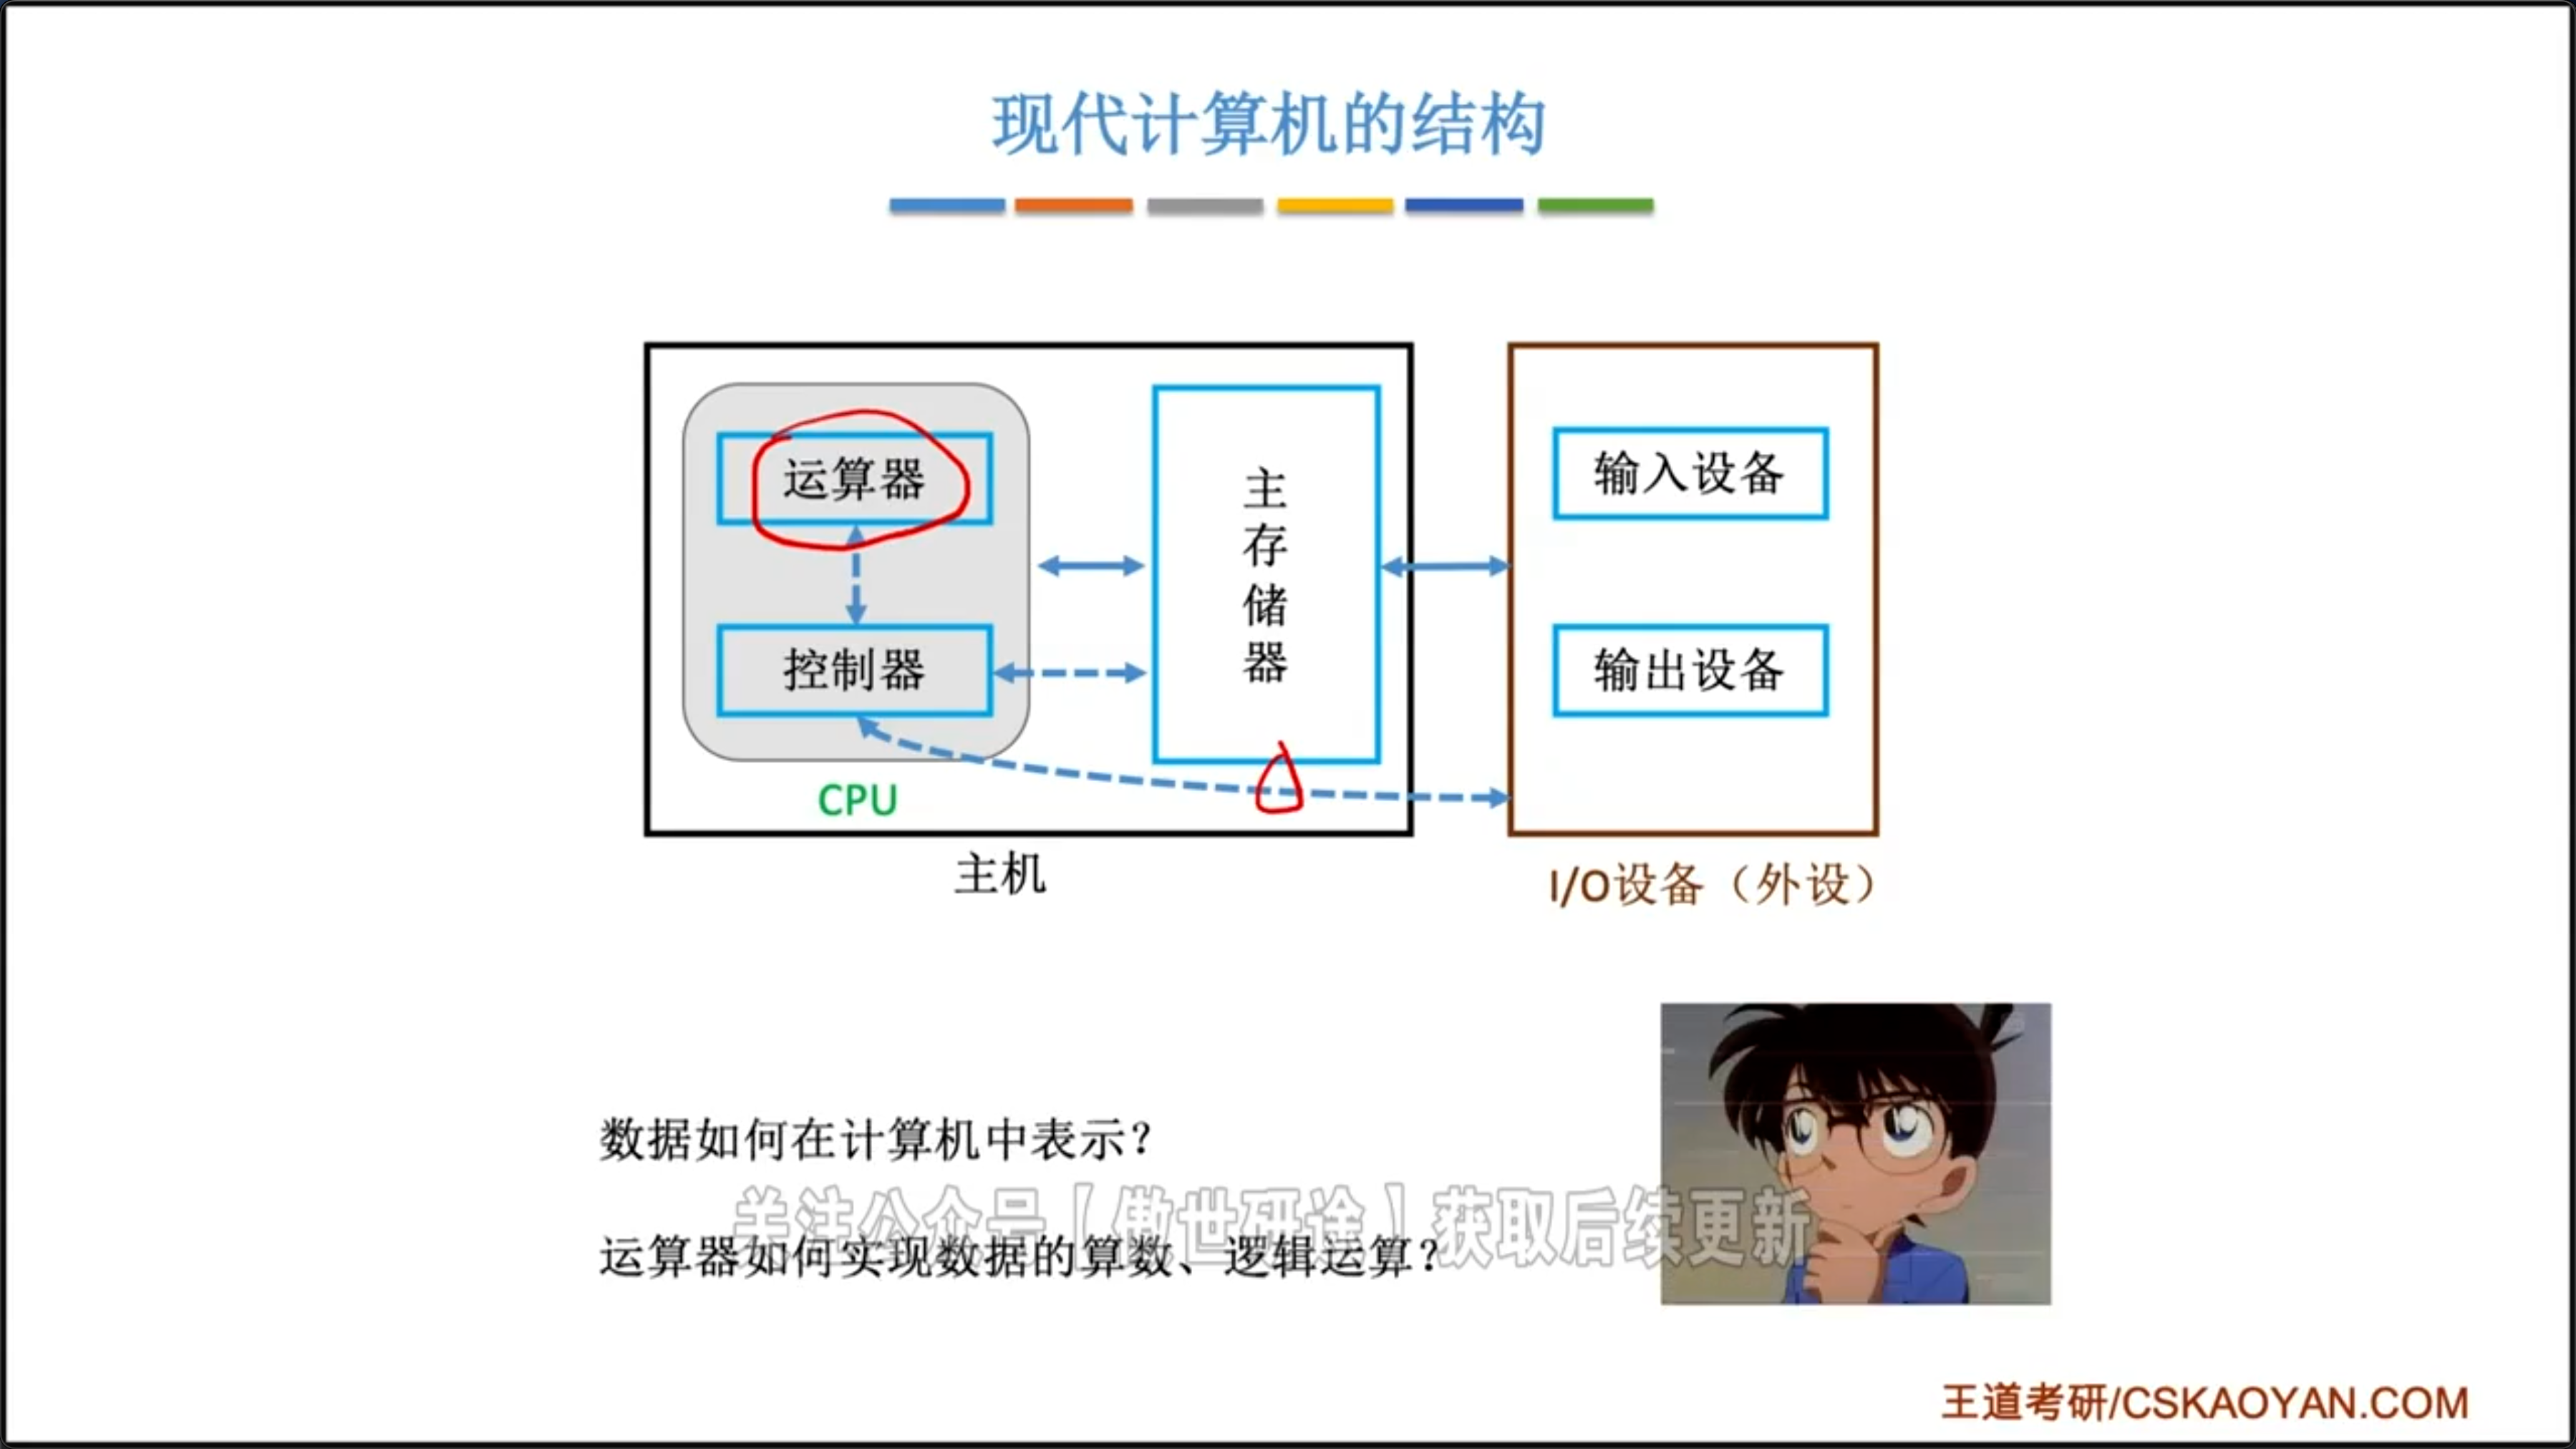 现代计算机的结构
运算器
控制器
CPU
主存储器
主机
输入设备
输出设备
I/O设备（外设）
数据如何在计算机中表示？
关注公众号【傲世研途】获取后续更新
运算器如何实现数据的算数、逻辑运算？
王道考研/CSKAOYAN.COM